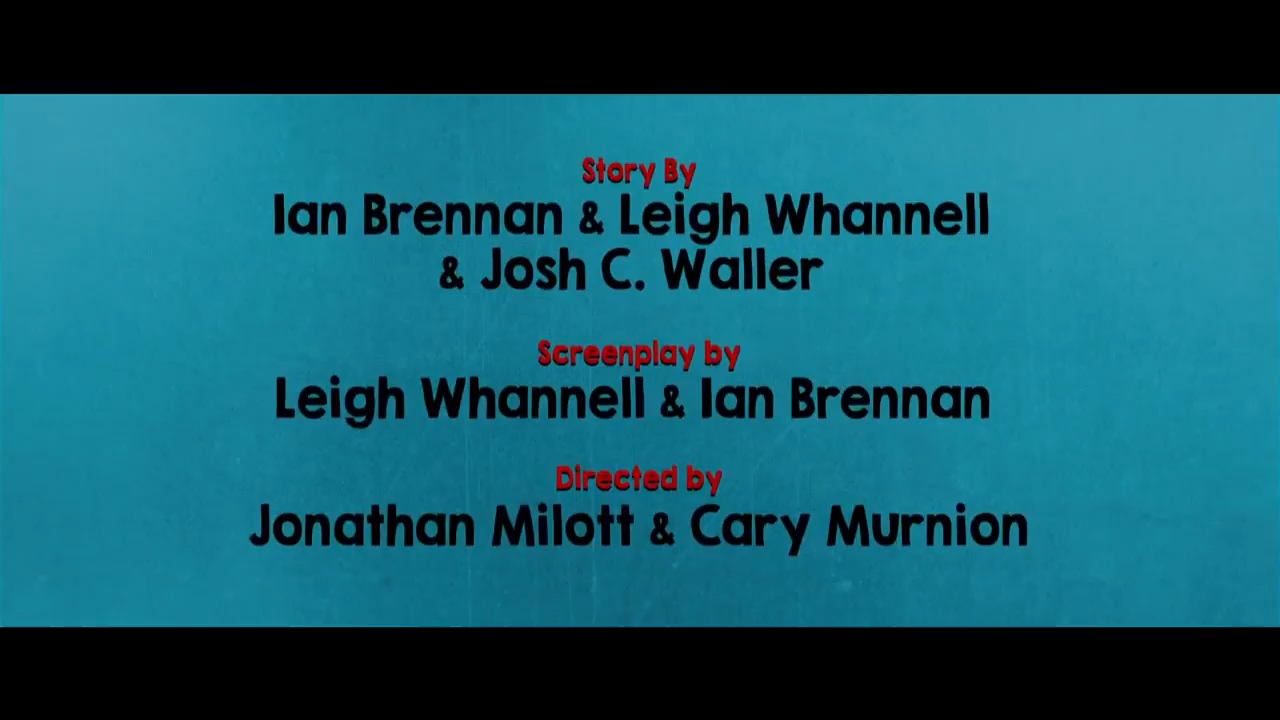 Story By
Ian Brennan & Leigh Whannell
& Josh C. Waller
Screenplay by
Leigh Whannell & Ian Brennan
Directed by
Jonathan Milott & Cary Murnion